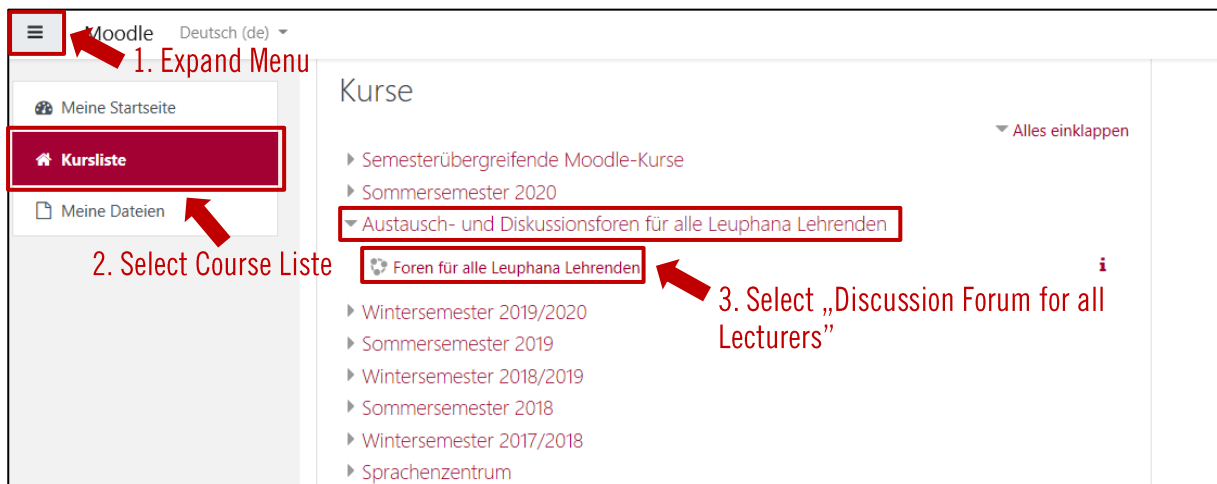 Moodle Deutsch (de)
1. Expand Menu
Meine Startseite
Kursliste
Meine Dateien
2. Select Course Liste
Kurse
Alles einklappen
Semesterübergreifende Moodle-Kurse
Sommersemester 2020
Austausch- und Diskussionsforen für alle Leuphana Lehrenden
Foren für alle Leuphana Lehrenden
3. Select „Discussion Forum for all
Lecturers”
Wintersemester 2019/2020
Sommersemester 2019
Wintersemester 2018/2019
Sommersemester 2018
Wintersemester 2017/2018
Sprachenzentrum